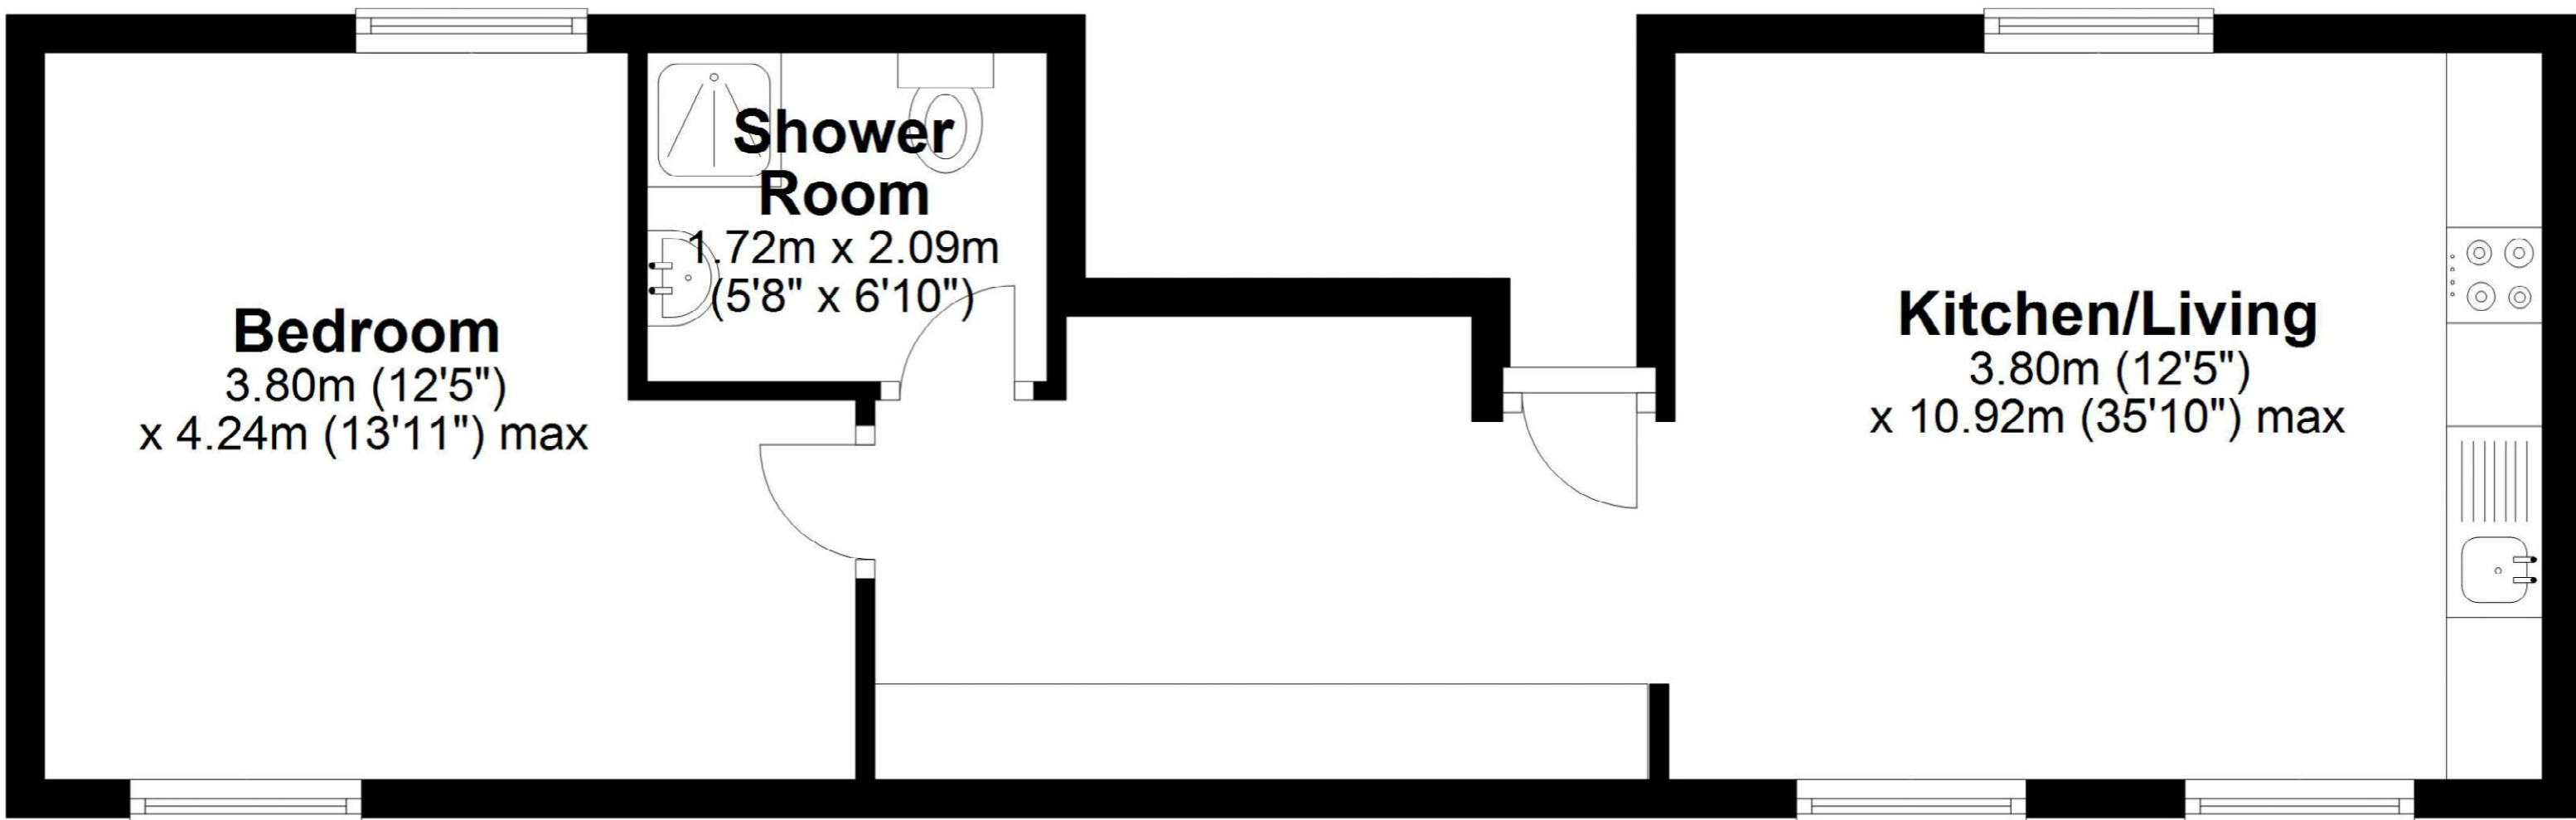 Bedroom
3.80m (12'5")
x 4.24m (13'11") max
Shower
Room
1.72m x 2.09m
(5'8" x 6'10")
Kitchen/Living
3.80m (12'5")
x 10.92m (35'10") max